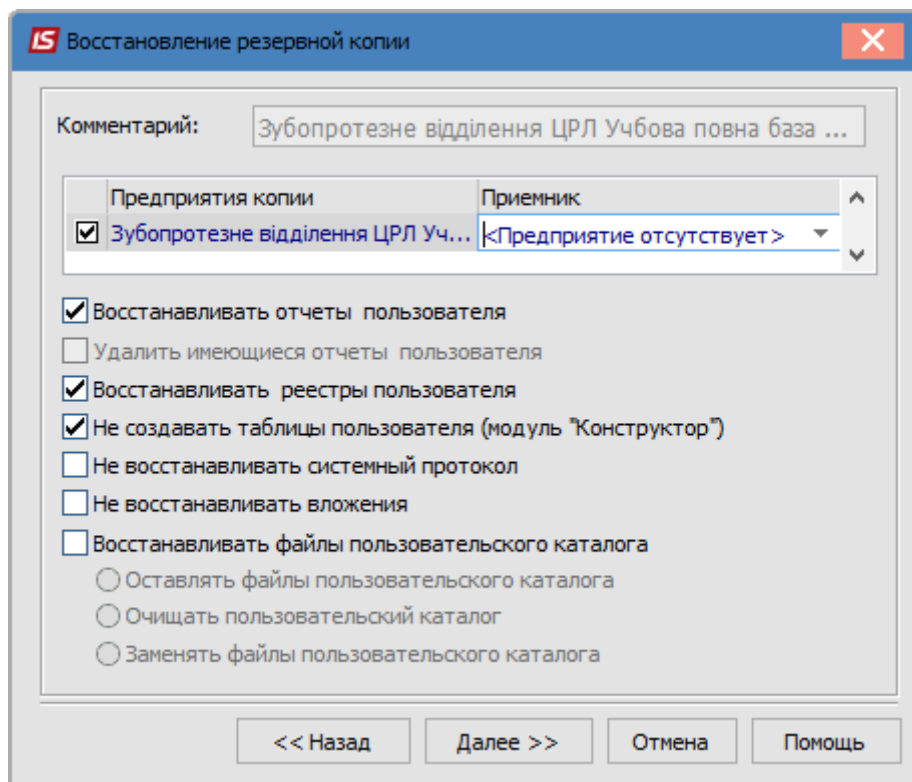 IS Восстановление резервной копии
Комментарий: Зубопротезне відділення ЦРЛ Учбова повна база ...
Предприятия копии Приемник
Зубопротезне відділення ЦРЛ Уч... <Предприятие отсутствует>
Восстанавливать отчеты пользователя
Удалить имеющиеся отчеты пользователя
Восстанавливать реестры пользователя
Не создавать таблицы пользователя (модуль "Конструктор")
Не восстанавливать системный протокол
Не восстанавливать вложения
Восстанавливать файлы пользовательского каталога
Оставлять файлы пользовательского каталога
Очищать пользовательский каталог
Заменять файлы пользовательского каталога
<< Назад Далее >> Отмена Помощь